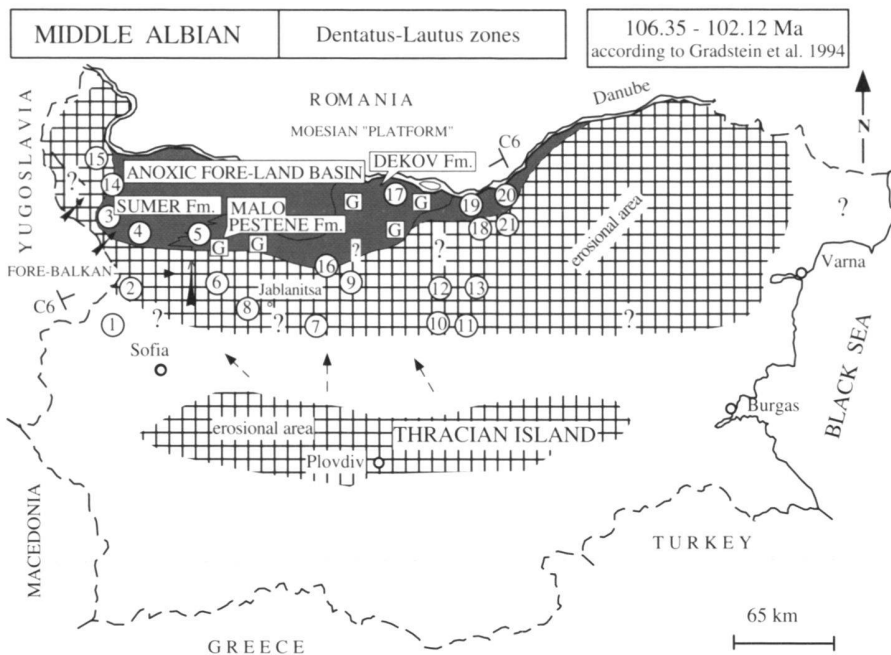 MIDDLE ALBIAN
Dentatus-Lautus zones
106.35 - 102.12 Ma
according to Gradstein et al. 1994
YUGOSLAVIA
ROMANIA
MOESIAN "PLATFORM"
Danube
C6
N
15
?
14
ANOXIC FORE-LAND BASIN
DEKOV Fm.
17
G
G
19
20
3
SUMER Fm.
MALO
PESTENE Fm.
G
18
21
4
5
G
G
?
?
erosional area
?
Varna
FORE-BALKAN
16
9
C6
2
6
Jablanitsa
12
13
8
1
?
?
7
10
11
?
Sofia
erosional area
THRACIAN ISLAND
Plovdiv
Burgas
BLACK SEA
MACEDONIA
TURKEY
GREECE
65 km